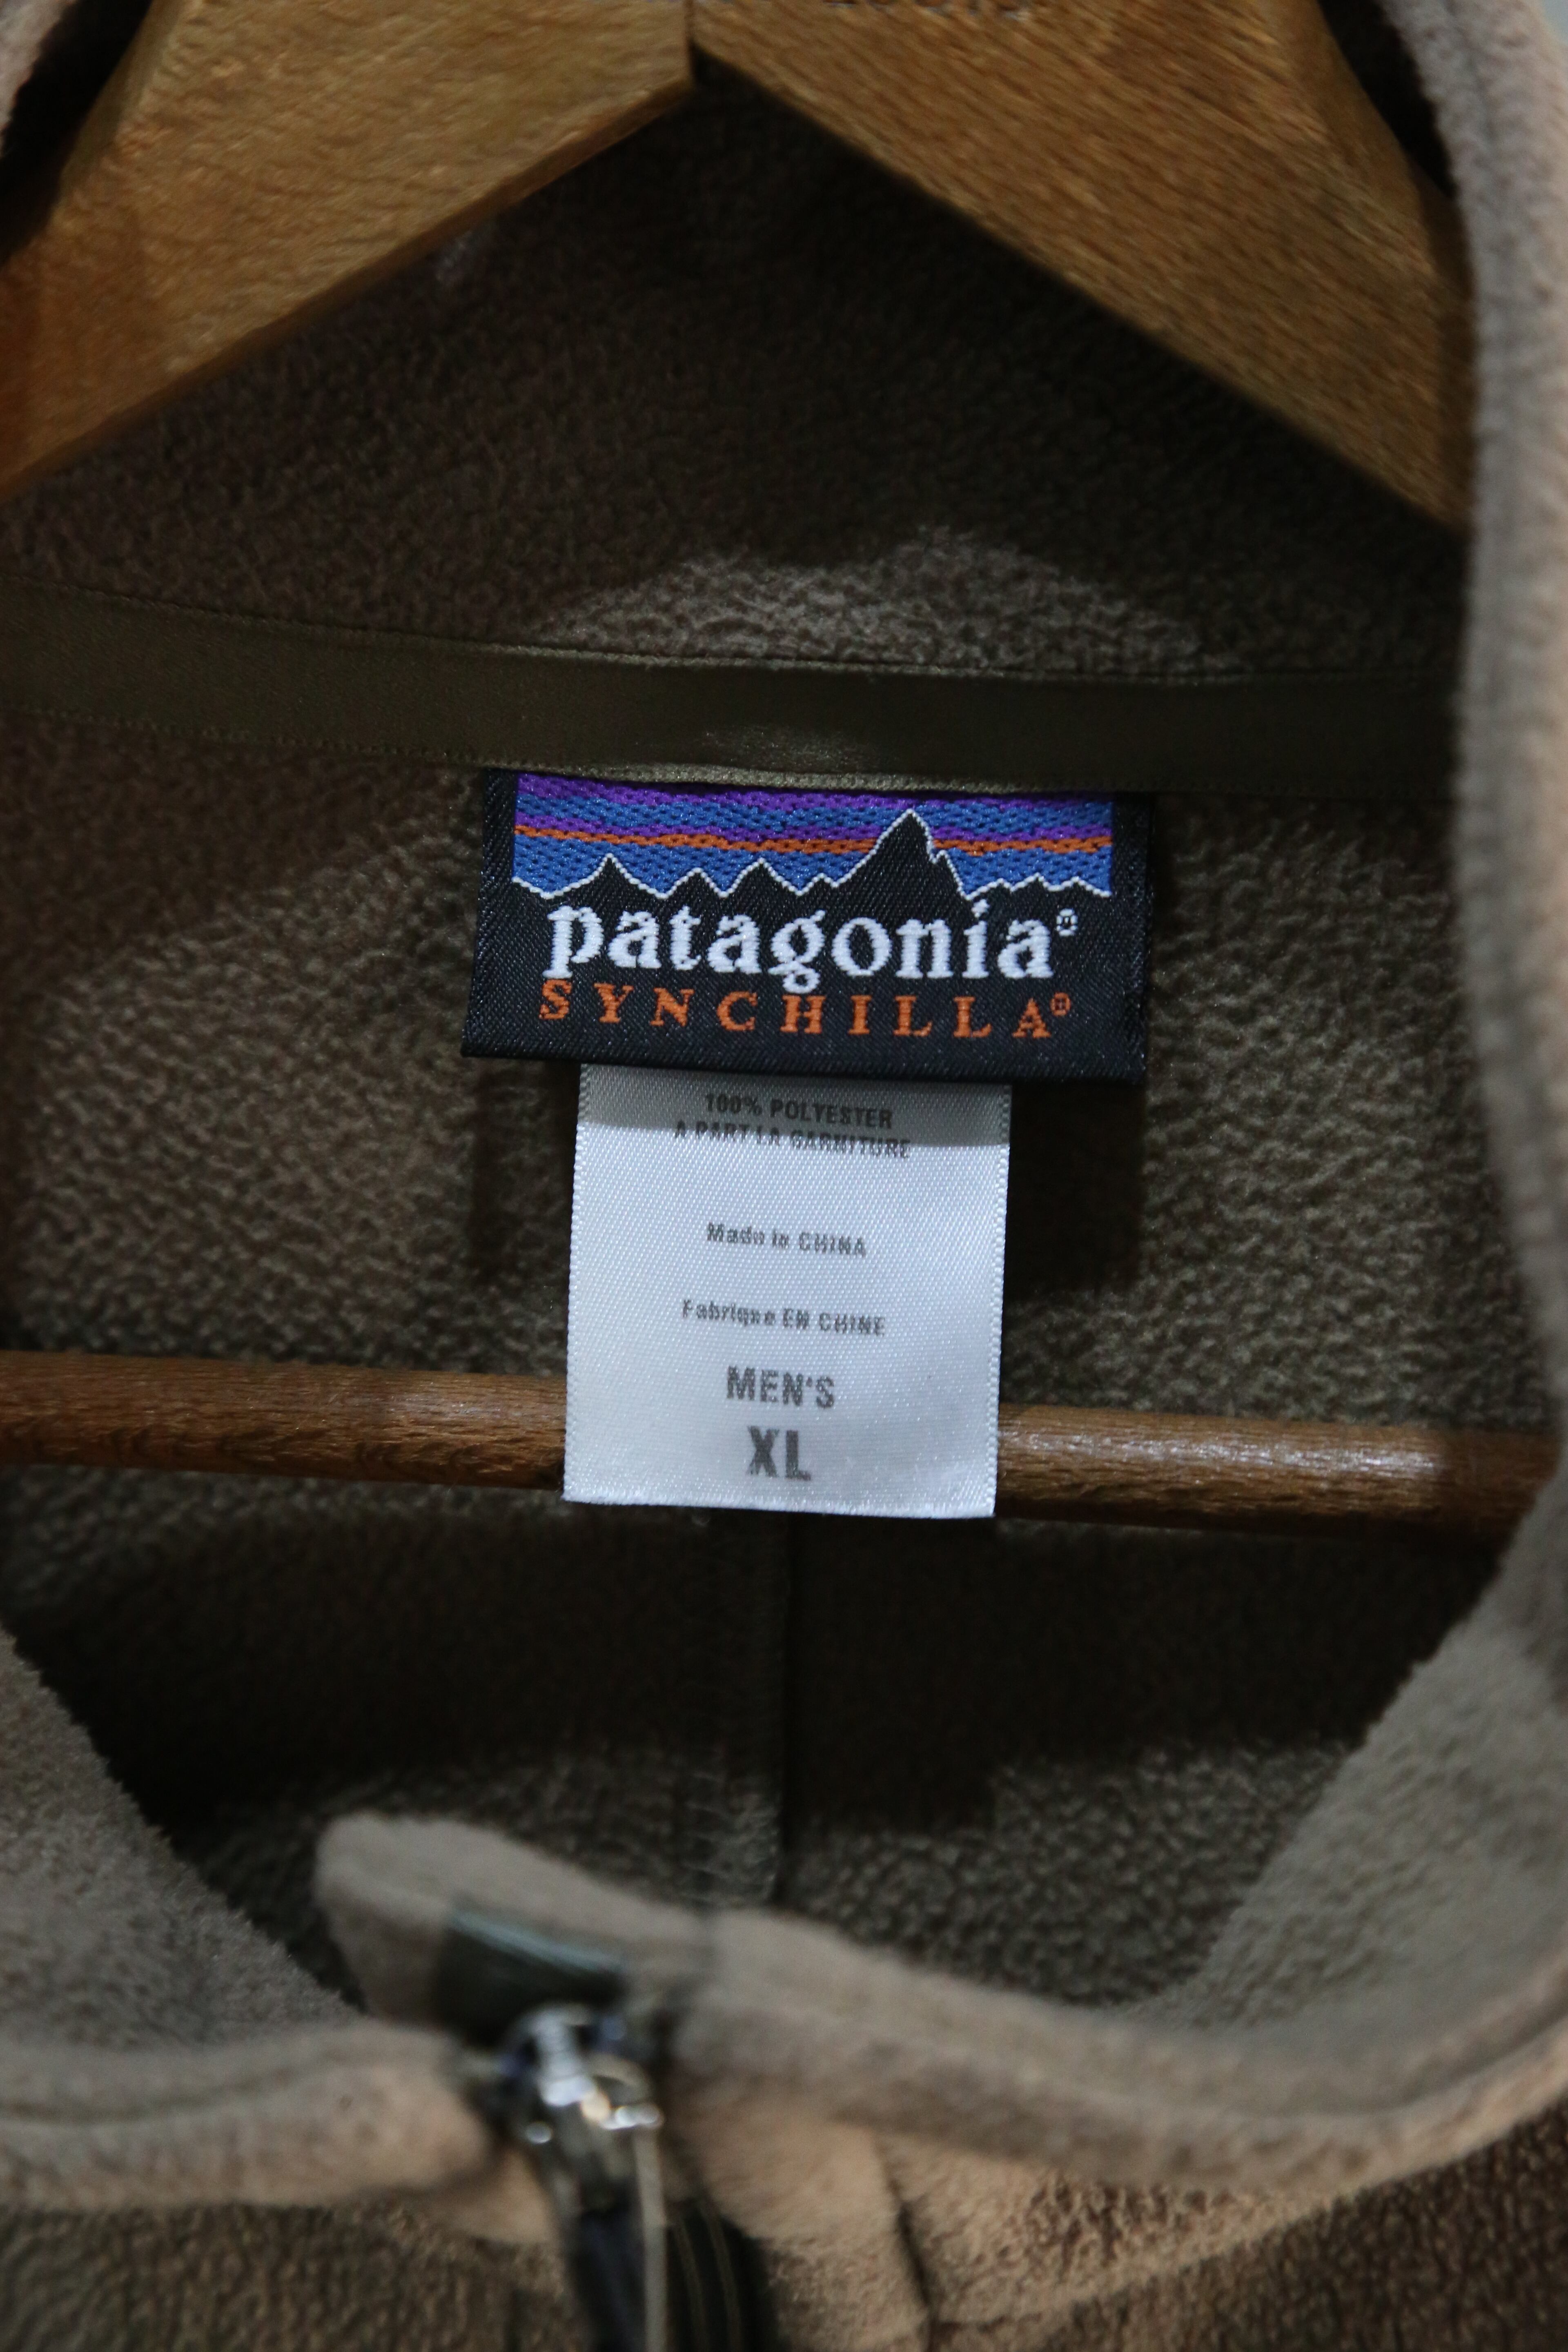 patagonia®
SYNCHILLA®
100% POLYESTER
A PART LA GARNITURE
Made in CHINA
Fabrique EN CHINE
MEN'S
XL